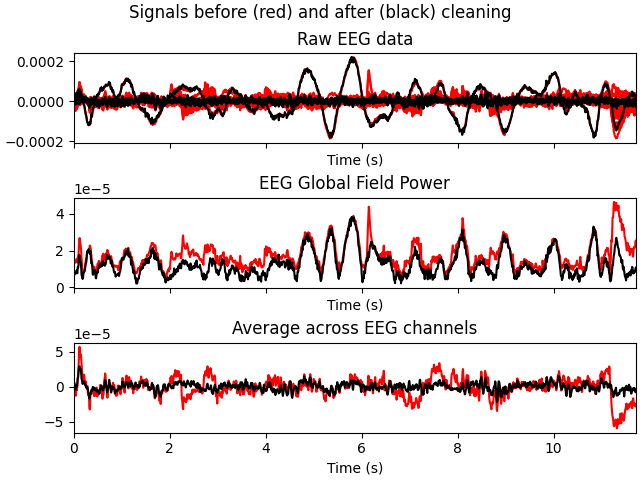 Signals before (red) and after (black) cleaning
Raw EEG data
0.0002
0.0000
−0.0002
Time (s)
EEG Global Field Power
1e−5
4
2
0
Time (s)
Average across EEG channels
1e−5
5
0
−5
0 2 4 6 8 10
Time (s)